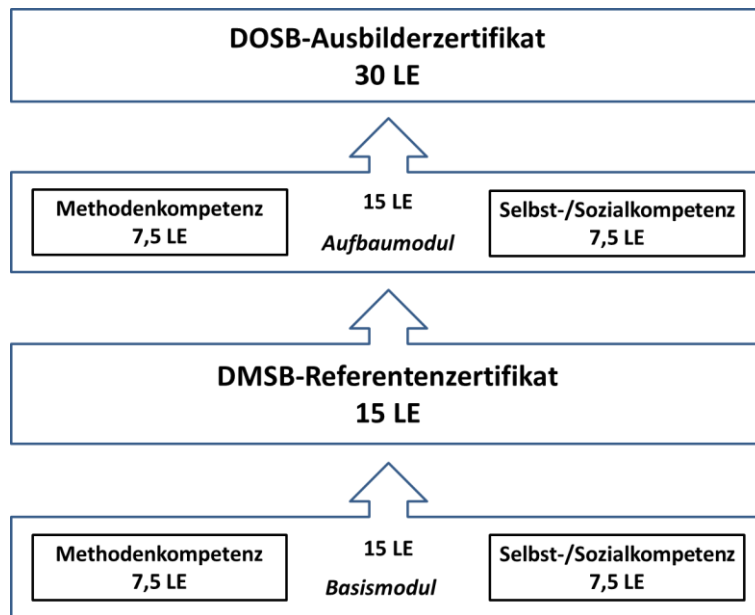 DOSB-Ausbilderzertifikat
30 LE
Methodenkompetenz
7,5 LE
15 LE
Aufbaumodul
Selbst-/Sozialkompetenz
7,5 LE
DMSB-Referentenzertifikat
15 LE
Methodenkompetenz
7,5 LE
15 LE
Basismodul
Selbst-/Sozialkompetenz
7,5 LE